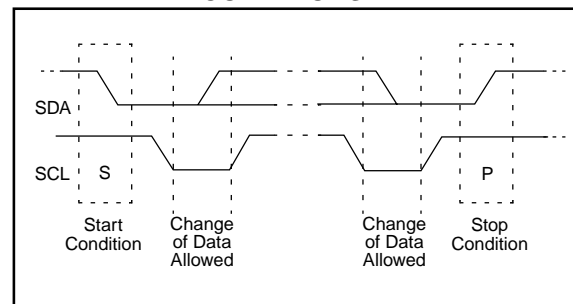 SDA
SCL
S
P
Start
Condition
Change
of Data
Allowed
Change
of Data
Allowed
Stop
Condition